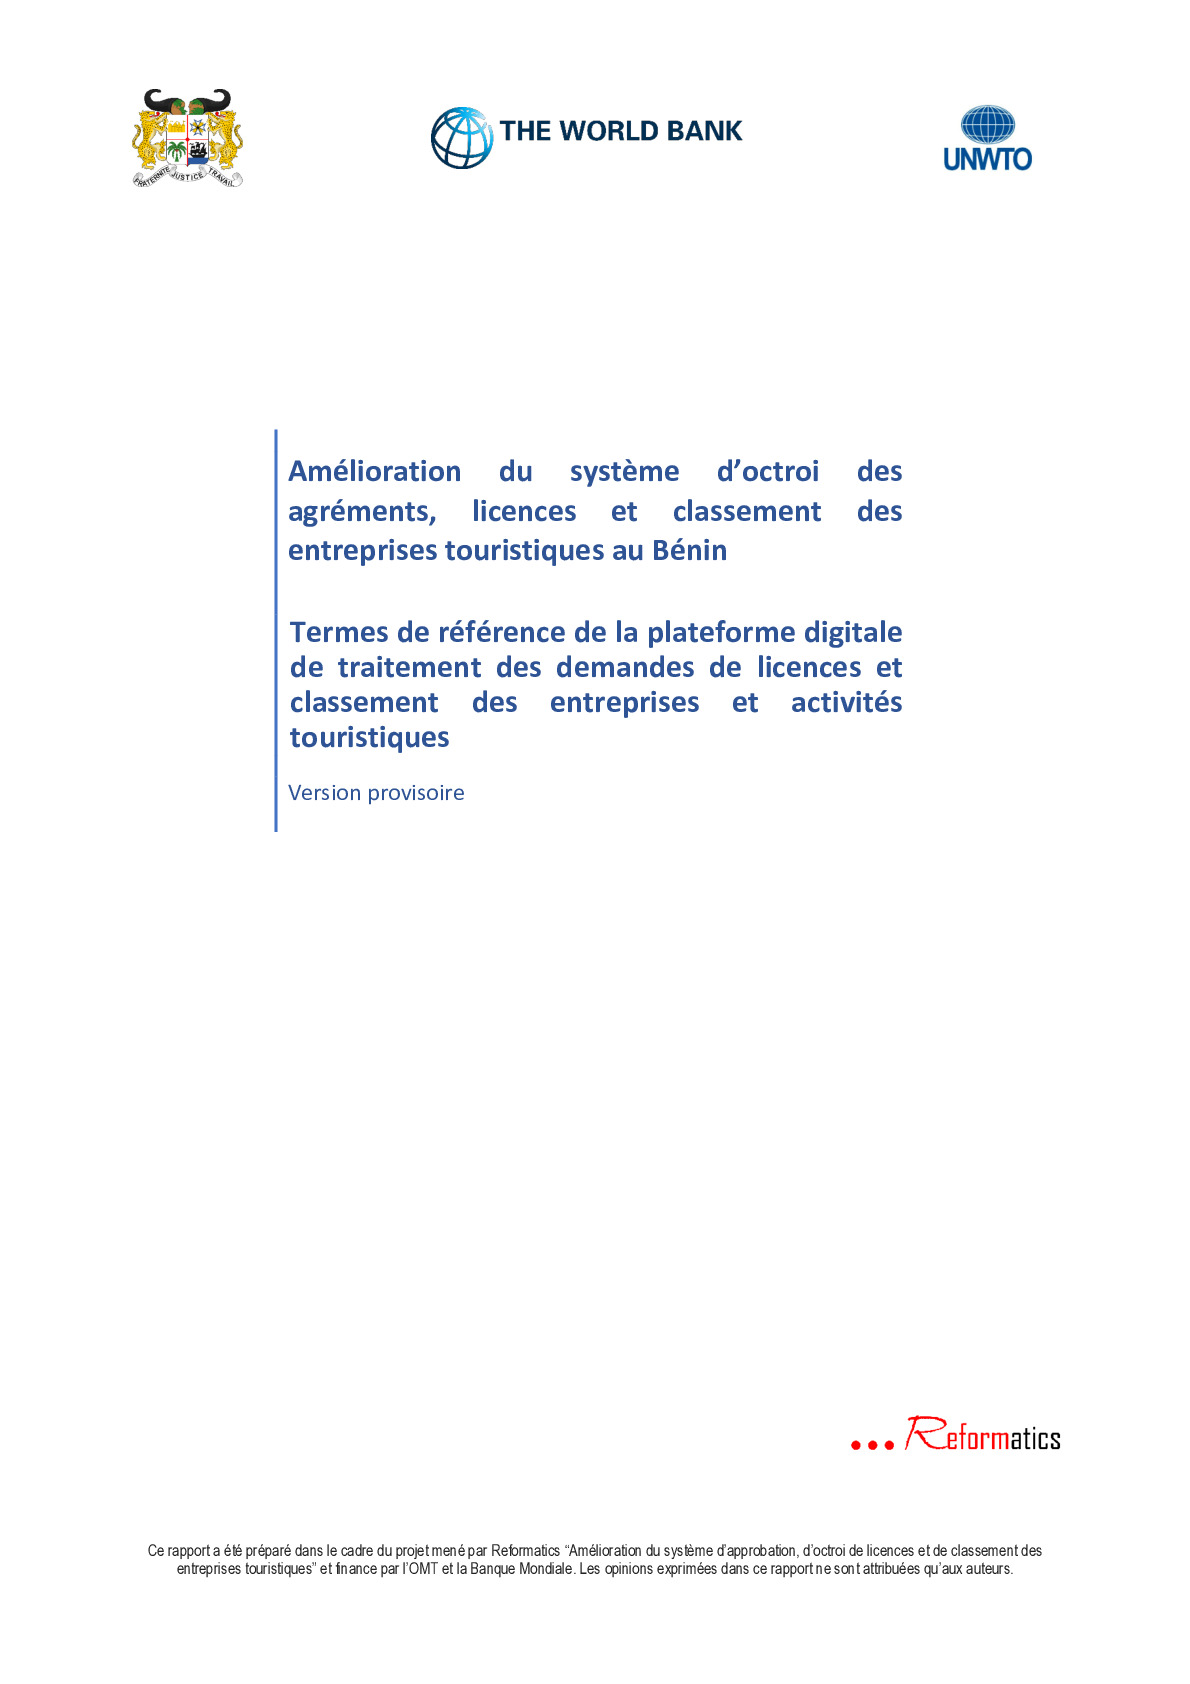 FRATERNITE JUSTICE TRAVAIL
THE WORLD BANK
UNWTO
Amélioration du système d’octroi des
agréments, licences et classement des
entreprises touristiques au Bénin
Termes de référence de la plateforme digitale
de traitement des demandes de licences et
classement des entreprises et activités
touristiques
Version provisoire
...Reformatics
Ce rapport a été préparé dans le cadre du projet mené par Reformatics “Amélioration du système d’approbation, d’octroi de licences et de classement des
entreprises touristiques” et finance par l’OMT et la Banque Mondiale. Les opinions exprimées dans ce rapport ne sont attribuées qu’aux auteurs.